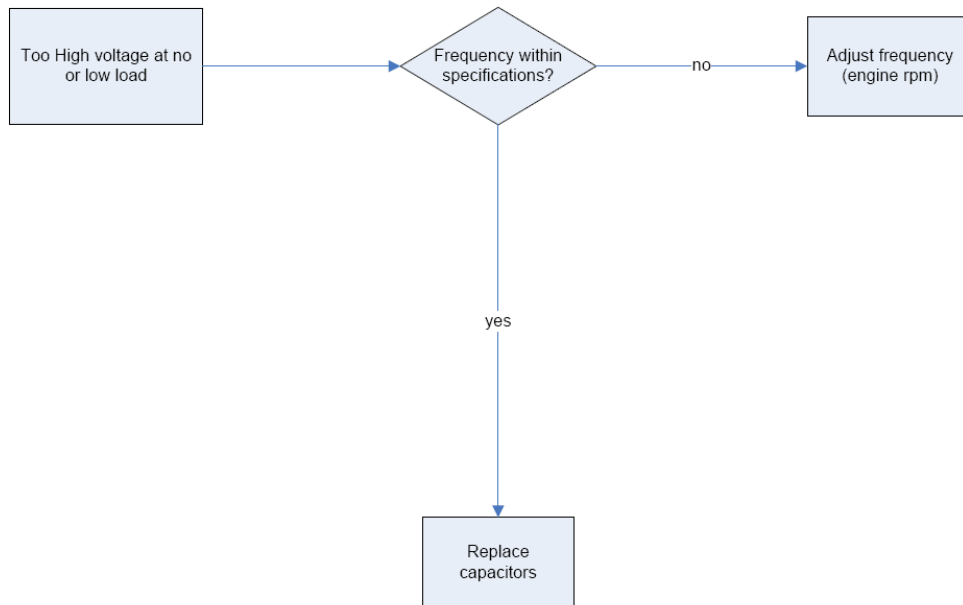 Too High voltage at no
or low load
Frequency within
specifications?
no
Adjust frequency
(engine rpm)
yes
Replace
capacitors